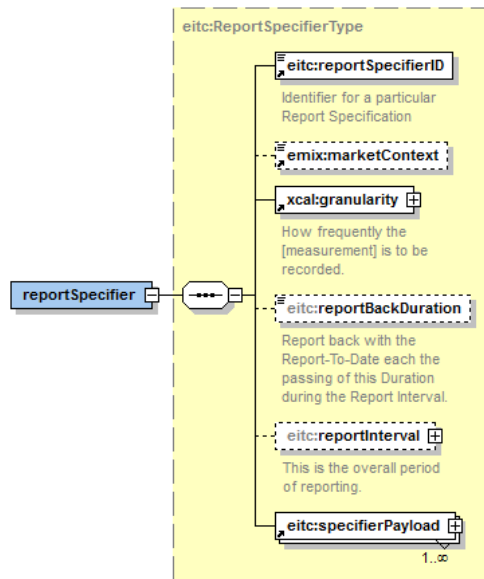 eitc:ReportSpecifierType
eitc:reportSpecifierID
Identifier for a particular
Report Specification
emix:marketContext
xcal:granularity
How frequently the
[measurement] is to be
recorded.
reportSpecifier
eitc:reportBackDuration
Report back with the
Report-To-Date each the
passing of this Duration
during the Report Interval.
eitc:reportInterval
This is the overall period
of reporting.
eitc:specifierPayload
1..∞